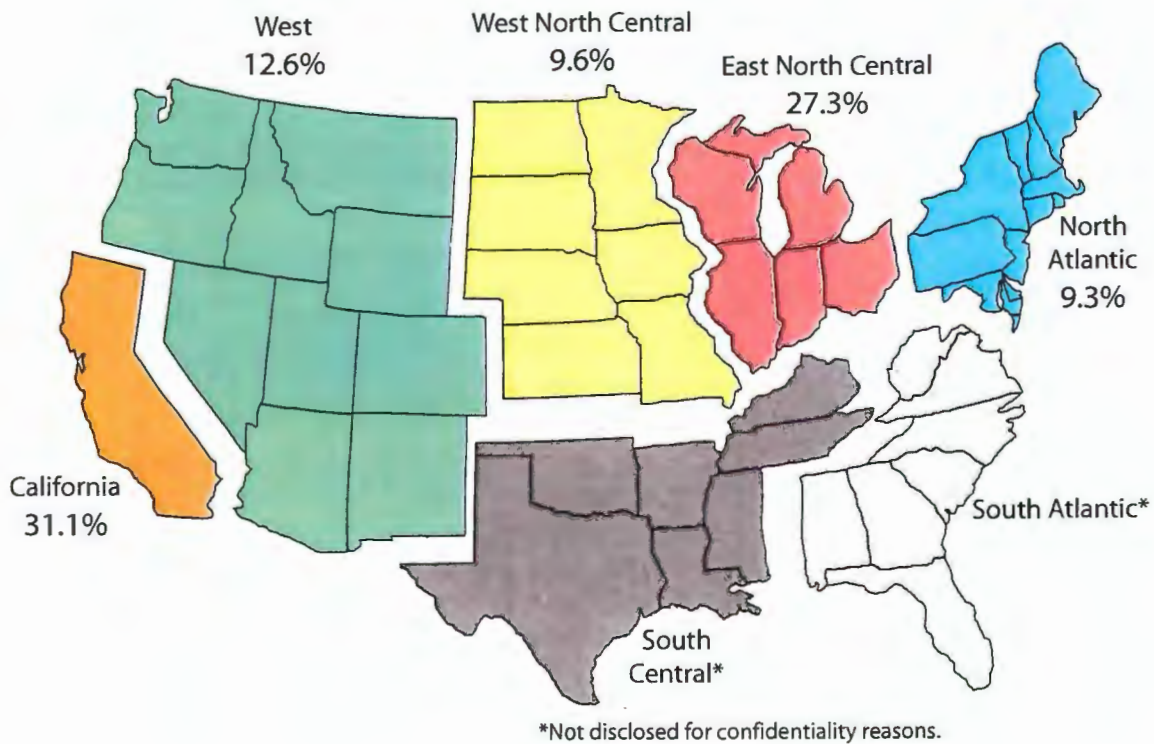 West
12.6%
West North Central
9.6%
East North Central
27.3%
North
Atlantic
9.3%
California
31.1%
South Atlantic*
South
Central*
*Not disclosed for confidentiality reasons.